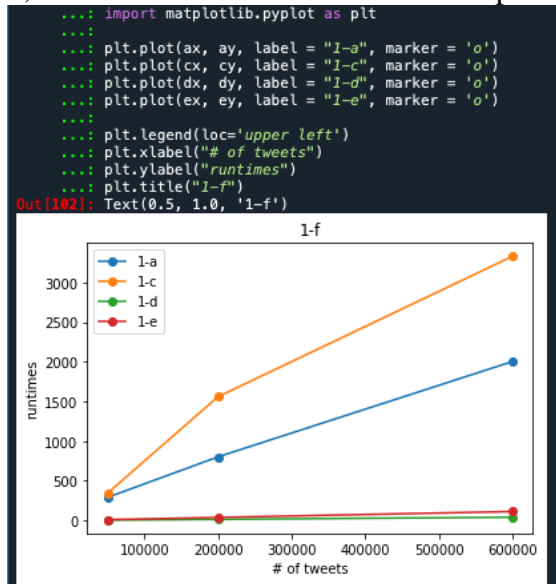 ...: import matplotlib.pyplot as plt
...:
...: plt.plot(ax, ay, label = "1-a", marker = 'o')
...: plt.plot(cx, cy, label = "1-c", marker = 'o')
...: plt.plot(dx, dy, label = "1-d", marker = 'o')
...: plt.plot(ex, ey, label = "1-e", marker = 'o')
...:
...: plt.legend(loc='upper left')
...: plt.xlabel("# of tweets")
...: plt.ylabel("runtimes")
...: plt.title("1-f")
Out[102]: Text(0.5, 1.0, '1-f')
1-f
1-a
1-c
1-d
1-e
3000
2500
2000
1500
1000
500
0
runtimes
100000 200000 300000 400000 500000 600000
# of tweets